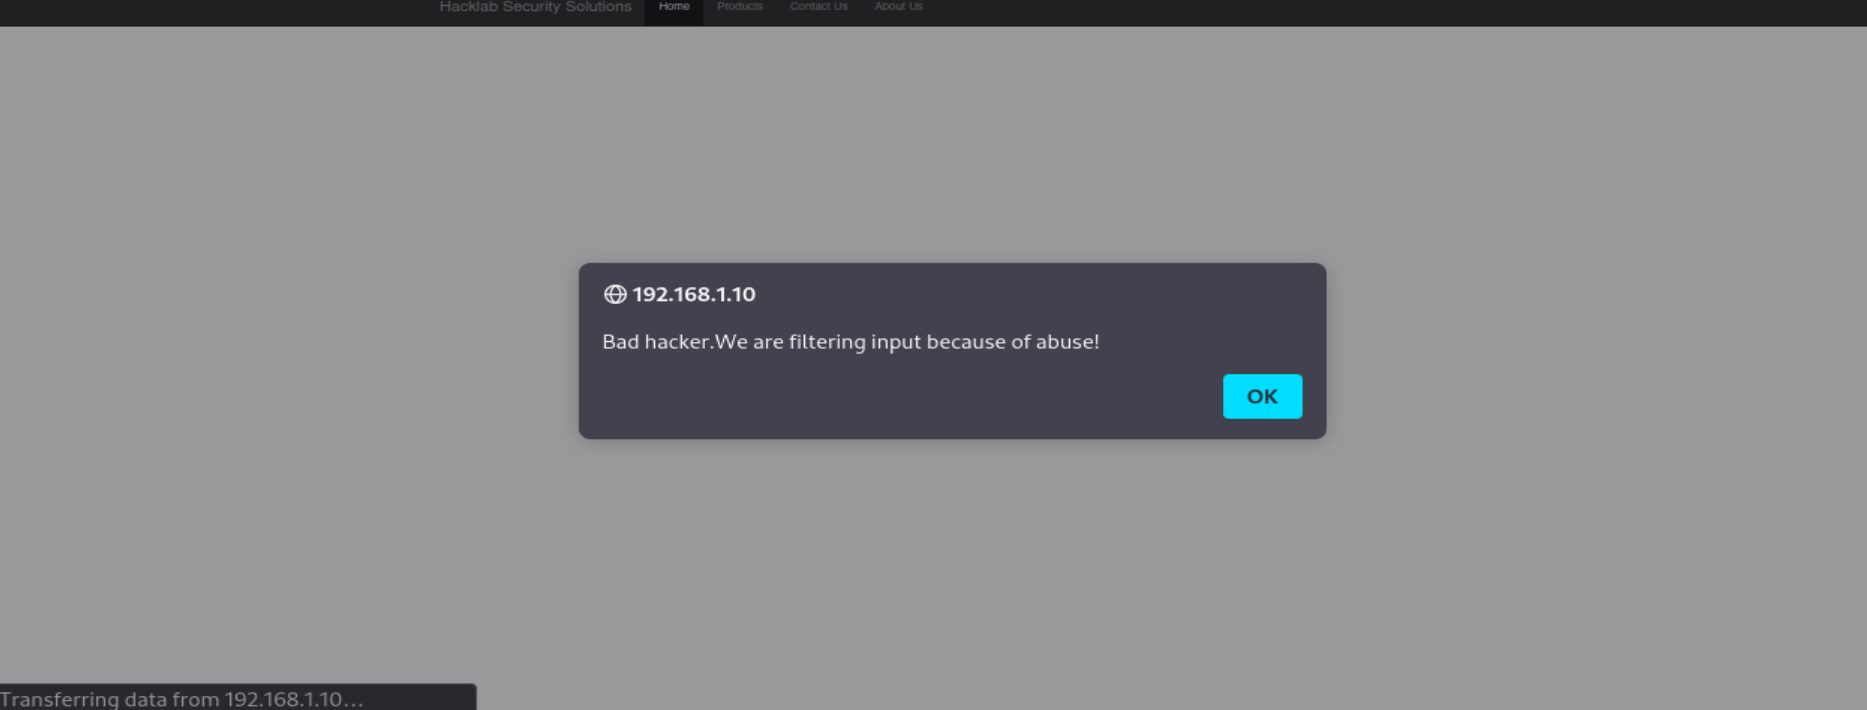 Hacklab Security Solutions Home Products Contact Us About Us
192.168.1.10
Bad hacker.We are filtering input because of abuse!
OK
Transferring data from 192.168.1.10...